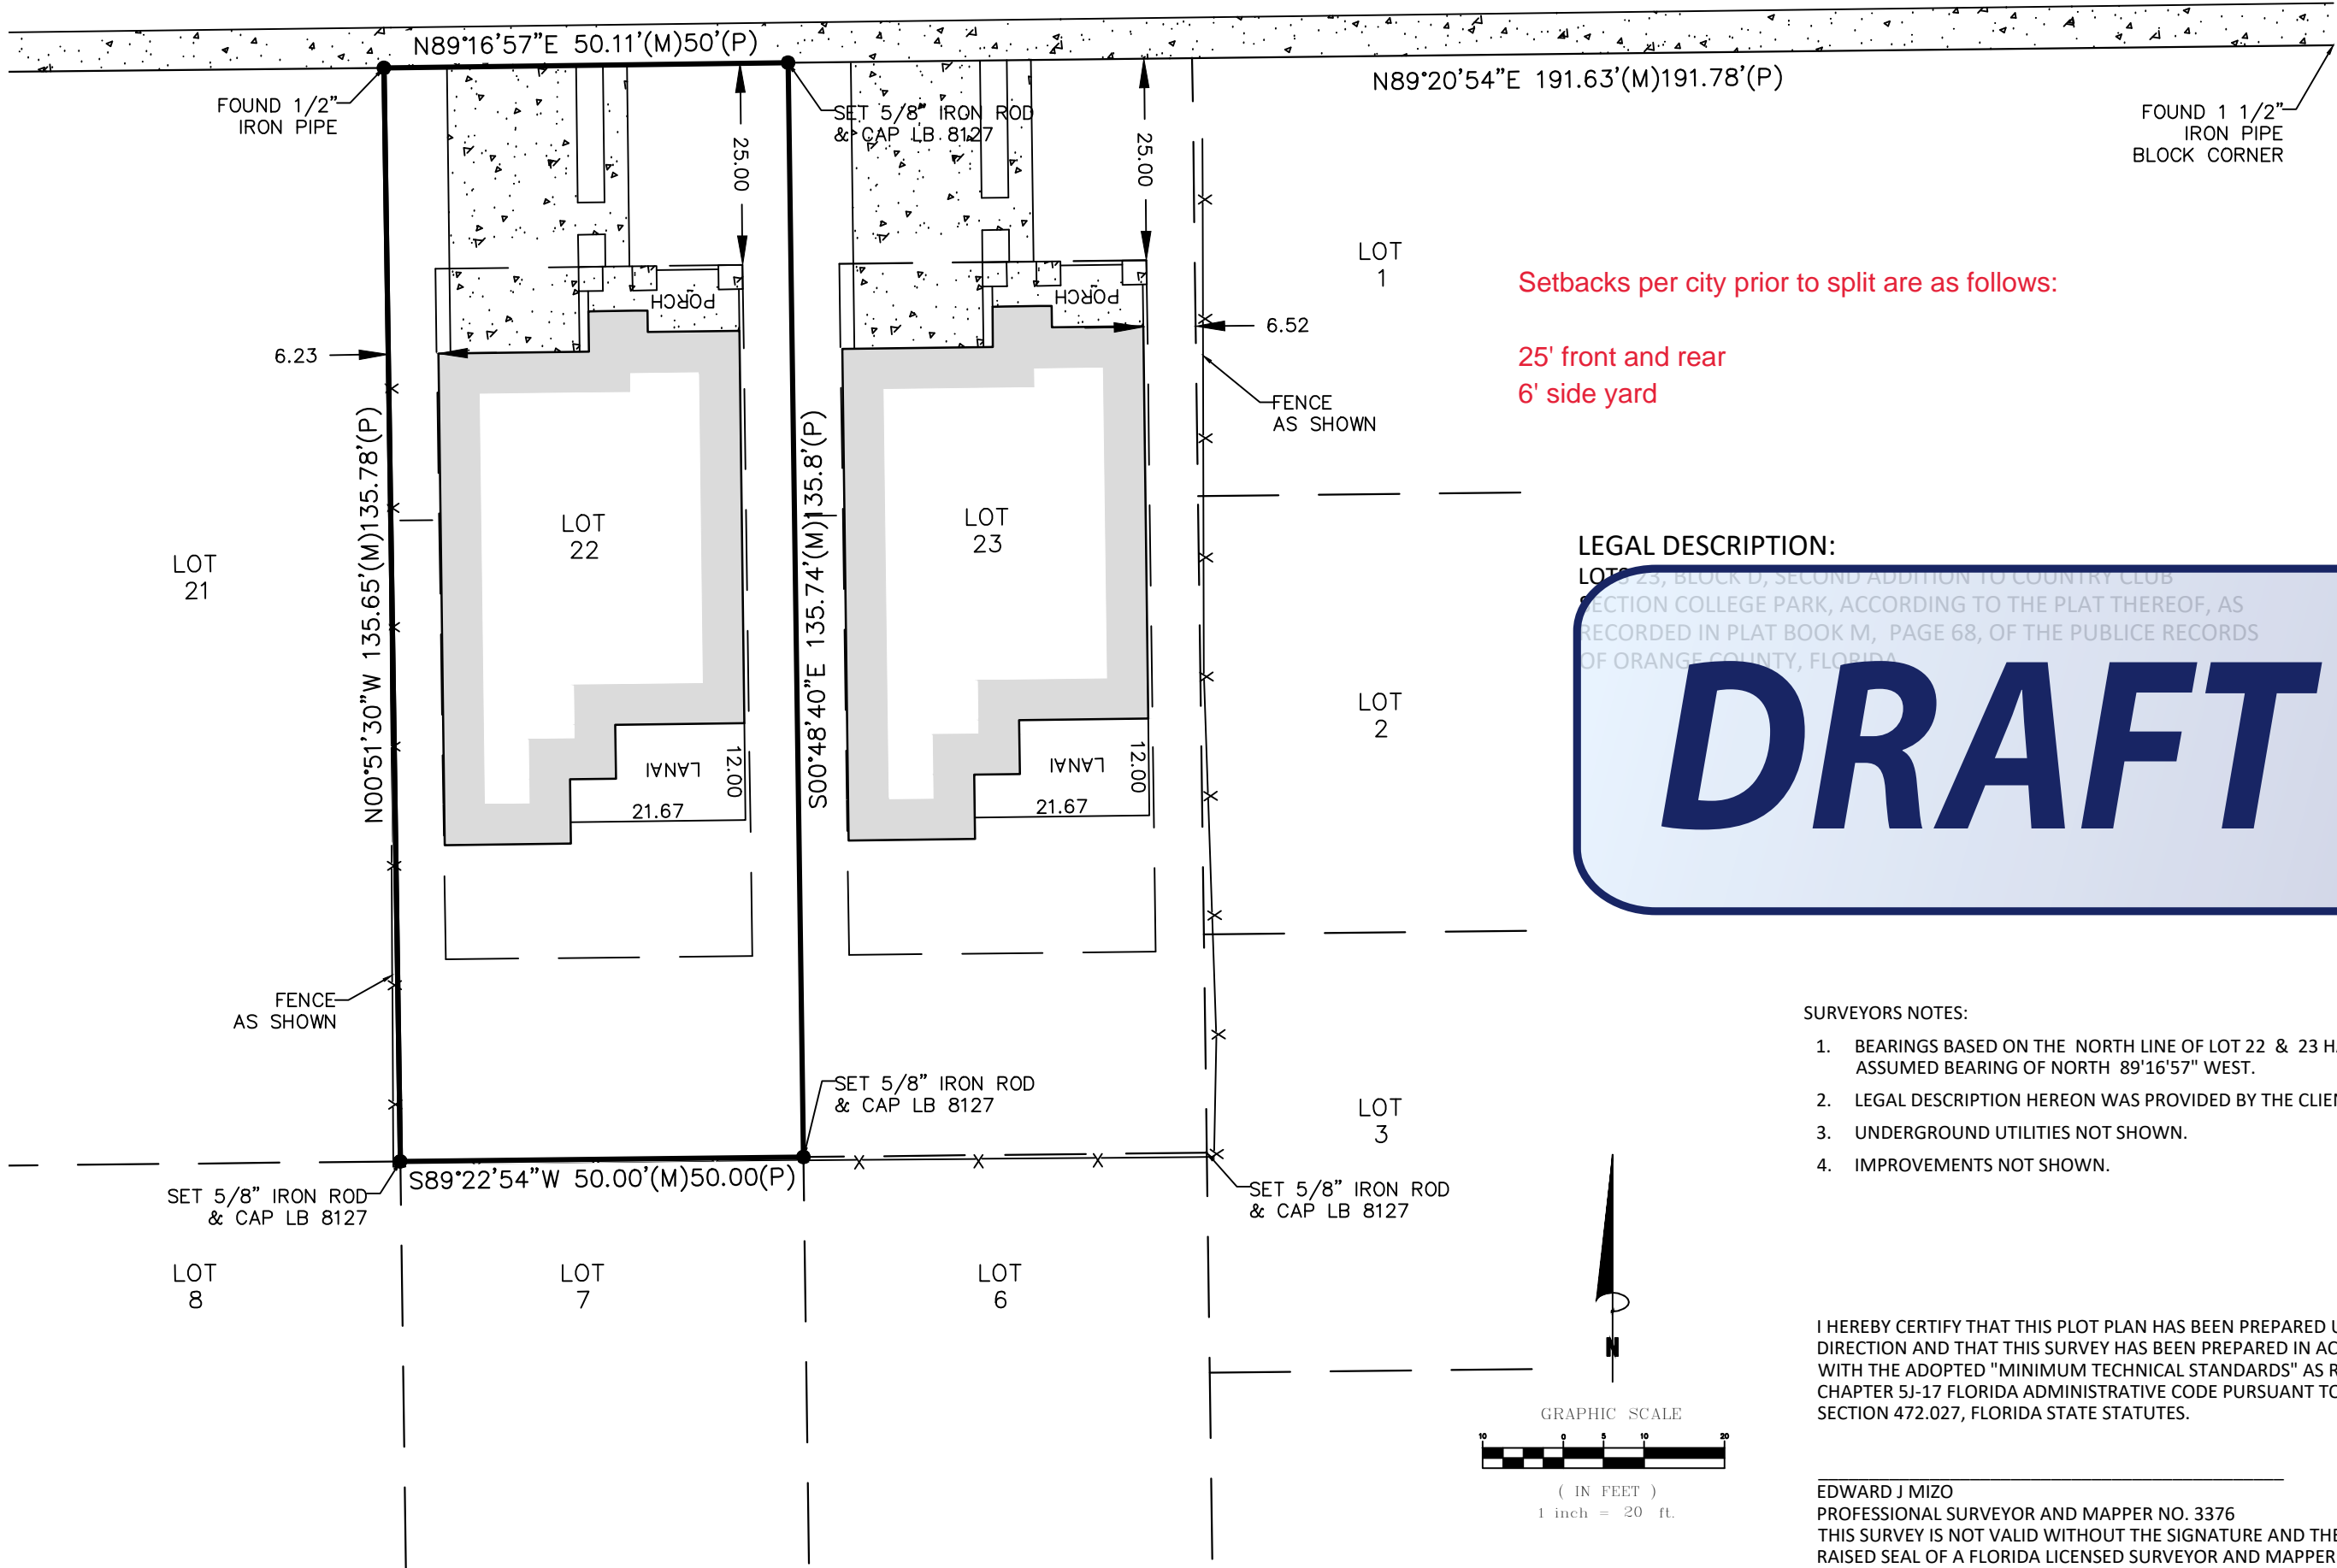 N89°16'57"E 50.11'(M)50'(P)
N89°20'54"E 191.63'(M)191.78'(P)
FOUND 1/2"
IRON PIPE
SET 5/8" IRON ROD
& CAP LB 8127
FOUND 1 1/2"
IRON PIPE
BLOCK CORNER
25.00
25.00
LOT
1
Setbacks per city prior to split are as follows:
25' front and rear
6' side yard
PORCH
PORCH
6.23
6.52
FENCE
AS SHOWN
N00°51'30"W 135.65'(M)135.78'(P)
S00°48'40"E 135.74'(M)135.8'(P)
LOT
21
LOT
22
LOT
23
LEGAL DESCRIPTION:
LOTS 23, BLOCK D, SECOND ADDITION TO COUNTRY CLUB
SECTION COLLEGE PARK, ACCORDING TO THE PLAT THEREOF, AS
RECORDED IN PLAT BOOK M, PAGE 68, OF THE PUBLICE RECORDS
OF ORANGE COUNTY, FLORIDA
DRAFT
LOT
2
LANAI
12.00
21.67
LANAI
12.00
21.67
FENCE
AS SHOWN
SURVEYORS NOTES:
1. BEARINGS BASED ON THE NORTH LINE OF LOT 22 & 23
ASSUMED BEARING OF NORTH 89'16'57" WEST.
2. LEGAL DESCRIPTION HEREON WAS PROVIDED BY THE
3. UNDERGROUND UTILITIES NOT SHOWN.
4. IMPROVEMENTS NOT SHOWN.
SET 5/8" IRON ROD
& CAP LB 8127
LOT
3
S89°22'54"W 50.00'(M)50.00(P)
SET 5/8" IRON ROD
& CAP LB 8127
SET 5/8" IRON ROD
& CAP LB 8127
LOT
8
LOT
7
LOT
6
N
GRAPHIC SCALE
10 0 5 10 20
( IN FEET )
1 inch = 20 ft.
I HEREBY CERTIFY THAT THIS PLOT PLAN HAS BEEN PREPARED
DIRECTION AND THAT THIS SURVEY HAS BEEN PREPARED IN
WITH THE ADOPTED "MINIMUM TECHNICAL STANDARDS" AS
CHAPTER 5J-17 FLORIDA ADMINISTRATIVE CODE PURSUANT TO
SECTION 472.027, FLORIDA STATE STATUTES.
EDWARD J MIZO
PROFESSIONAL SURVEYOR AND MAPPER NO. 3376
THIS SURVEY IS NOT VALID WITHOUT THE SIGNATURE AND THE
RAISED SEAL OF A FLORIDA LICENSED SURVEYOR AND MAPPER